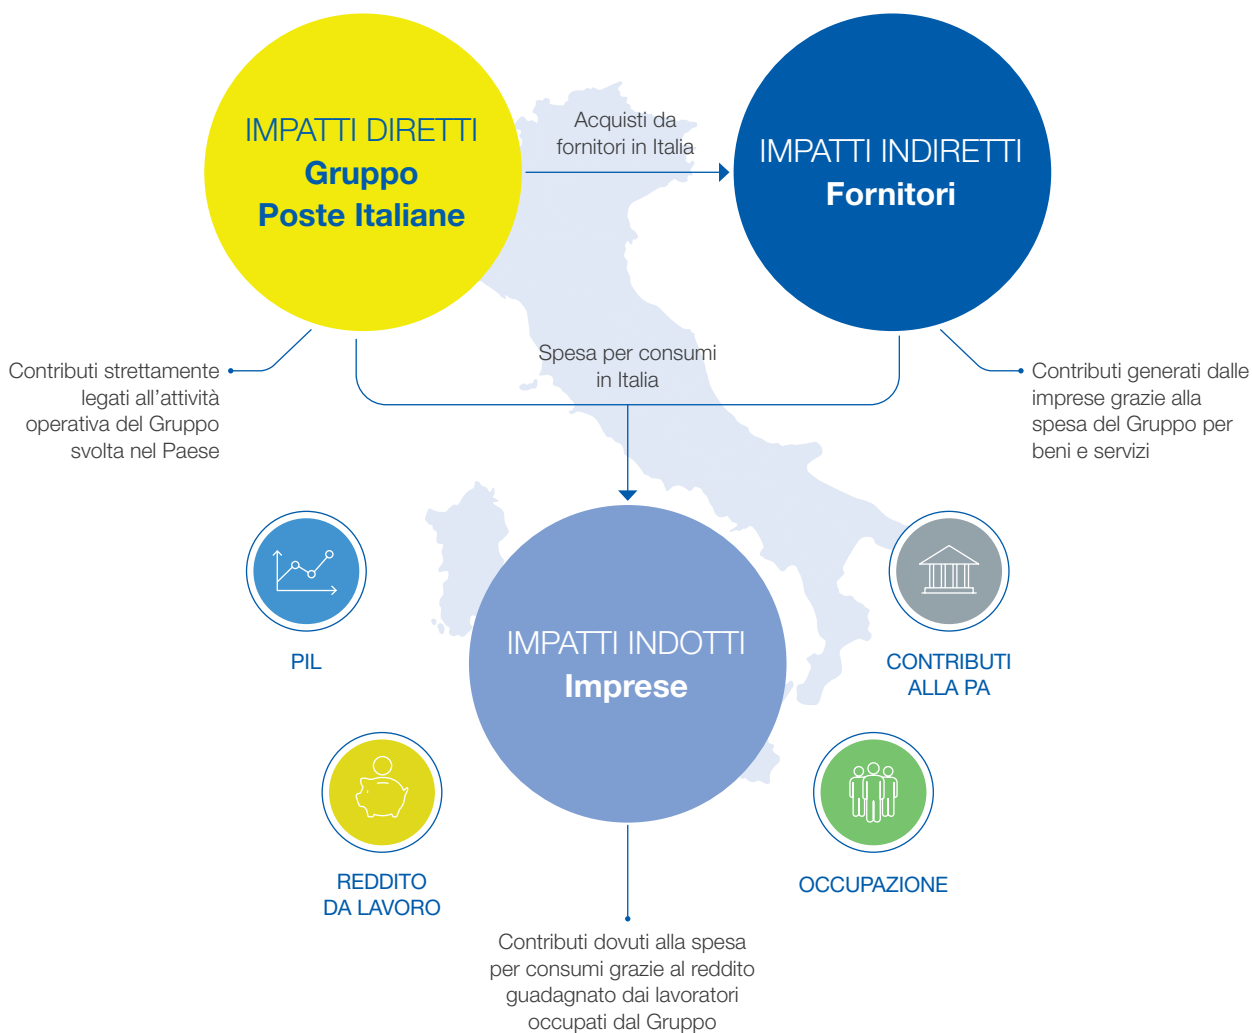 IMPATTI DIRETTI
Gruppo
Poste Italiane
Acquisti da
fornitori in Italia
IMPATTI INDIRETTI
Fornitori
Contributi strettamente
legati all’attività
operativa del Gruppo
svolta nel Paese
Spesa per consumi
in Italia
Contributi generati dalle
imprese grazie alla
spesa del Gruppo per
beni e servizi
PIL
IMPATTI INDOTTI
Imprese
CONTRIBUTI
ALLA PA
REDDITO
DA LAVORO
OCCUPAZIONE
Contributi dovuti alla spesa
per consumi grazie al reddito
guadagnato dai lavoratori
occupati dal Gruppo